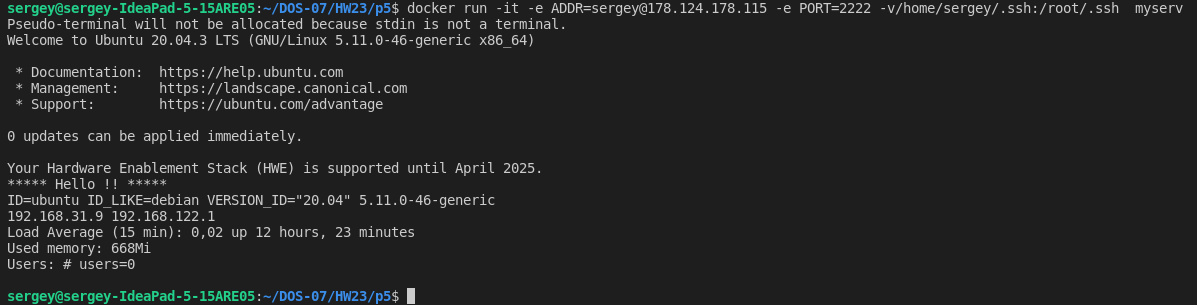 sergey@sergey-IdeaPad-5-15ARE05:~/DOS-07/HW23/p5$ docker run -it -e ADDR=sergey@178.124.178.115 -e PORT=2222 -v/home/sergey/.ssh:/root/.ssh  myserv
Pseudo-terminal will not be allocated because stdin is not a terminal.
Welcome to Ubuntu 20.04.3 LTS (GNU/Linux 5.11.0-46-generic x86_64)
* Documentation:  https://help.ubuntu.com
* Management:     https://landscape.canonical.com
* Support:        https://ubuntu.com/advantage
0 updates can be applied immediately.
Your Hardware Enablement Stack (HWE) is supported until April 2025.
***** Hello !! *****
ID=ubuntu ID_LIKE=debian VERSION_ID="20.04" 5.11.0-46-generic
192.168.31.9 192.168.122.1
Load Average (15 min): 0,02 up 12 hours, 23 minutes
Used memory: 668Mi
Users: # users=0
sergey@sergey-IdeaPad-5-15ARE05:~/DOS-07/HW23/p5$